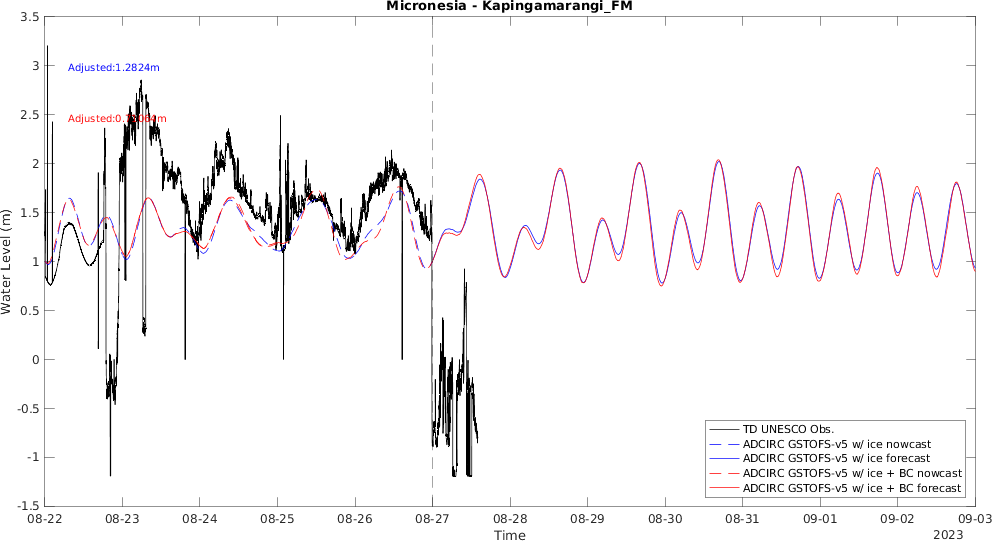 Micronesia - Kapingamarangi_FM
3.5
3
2.5
2
1.5
1
0.5
0
-0.5
-1
-1.5
Water Level (m)
Adjusted:1.2824m
TD UNESCO Obs.
ADCIRC GSTOFS-v5 w/ ice nowcast
ADCIRC GSTOFS-v5 w/ ice forecast
ADCIRC GSTOFS-v5 w/ ice + BC nowcast
ADCIRC GSTOFS-v5 w/ ice + BC forecast
08-22 08-23 08-24 08-25 08-26 08-27 08-28 08-29 08-30 08-31 09-01 09-02 09-03
Time
2023